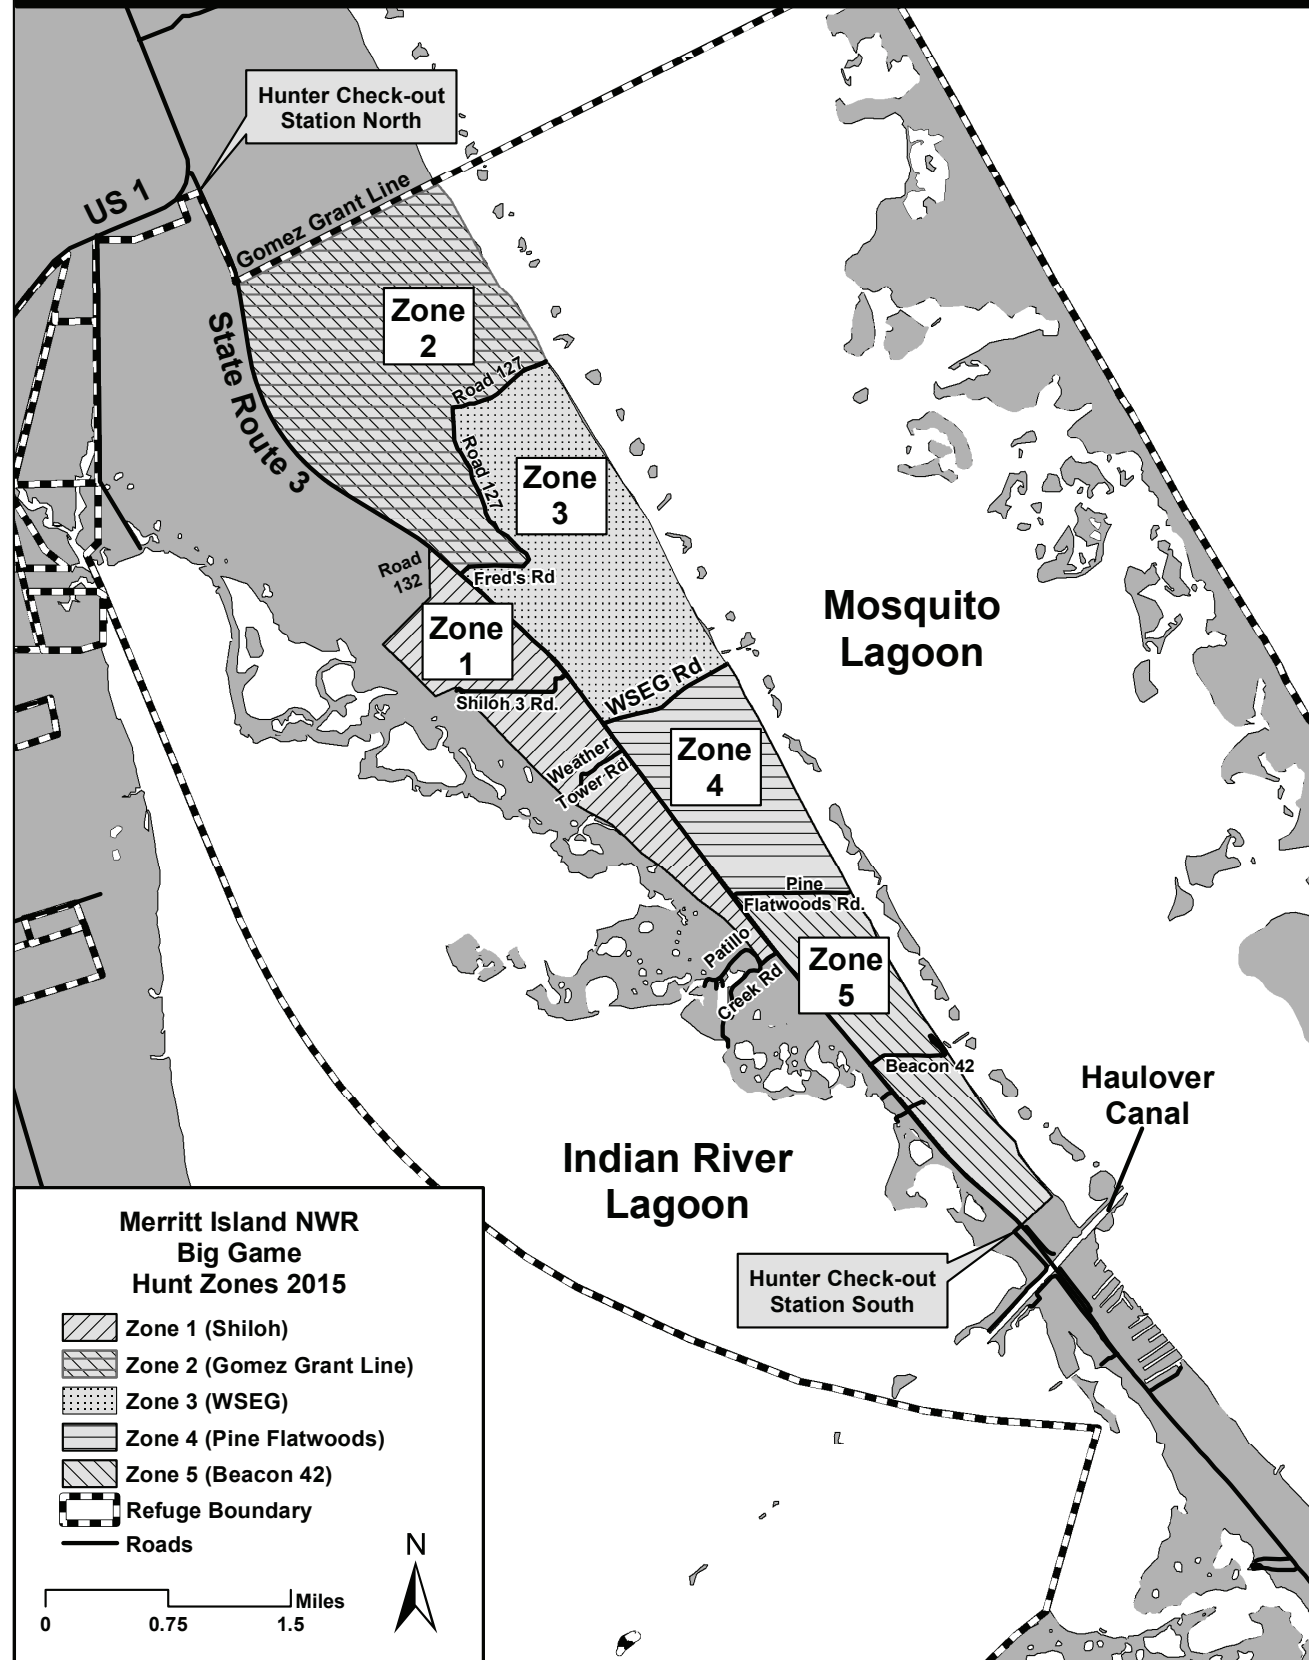 Hunter Check-out
Station North
US 1
Gomez Grant Line
State Route 3
Zone
2
Road 127
Road 127
Zone
3
Road
132
Fred's Rd
Zone
1
Shiloh 3 Rd.
WSEG Rd
Weather
Tower Rd
Zone
4
Mosquito
Lagoon
Pine
Flatwoods Rd.
Patillo
Creek Rd
Zone
5
Beacon 42
Haulover
Canal
Indian River
Lagoon
Hunter Check-out
Station South
Merritt Island NWR
Big Game
Hunt Zones 2015
Zone 1 (Shiloh)
Zone 2 (Gomez Grant Line)
Zone 3 (WSEG)
Zone 4 (Pine Flatwoods)
Zone 5 (Beacon 42)
Refuge Boundary
Roads
N
Miles
0 0.75 1.5